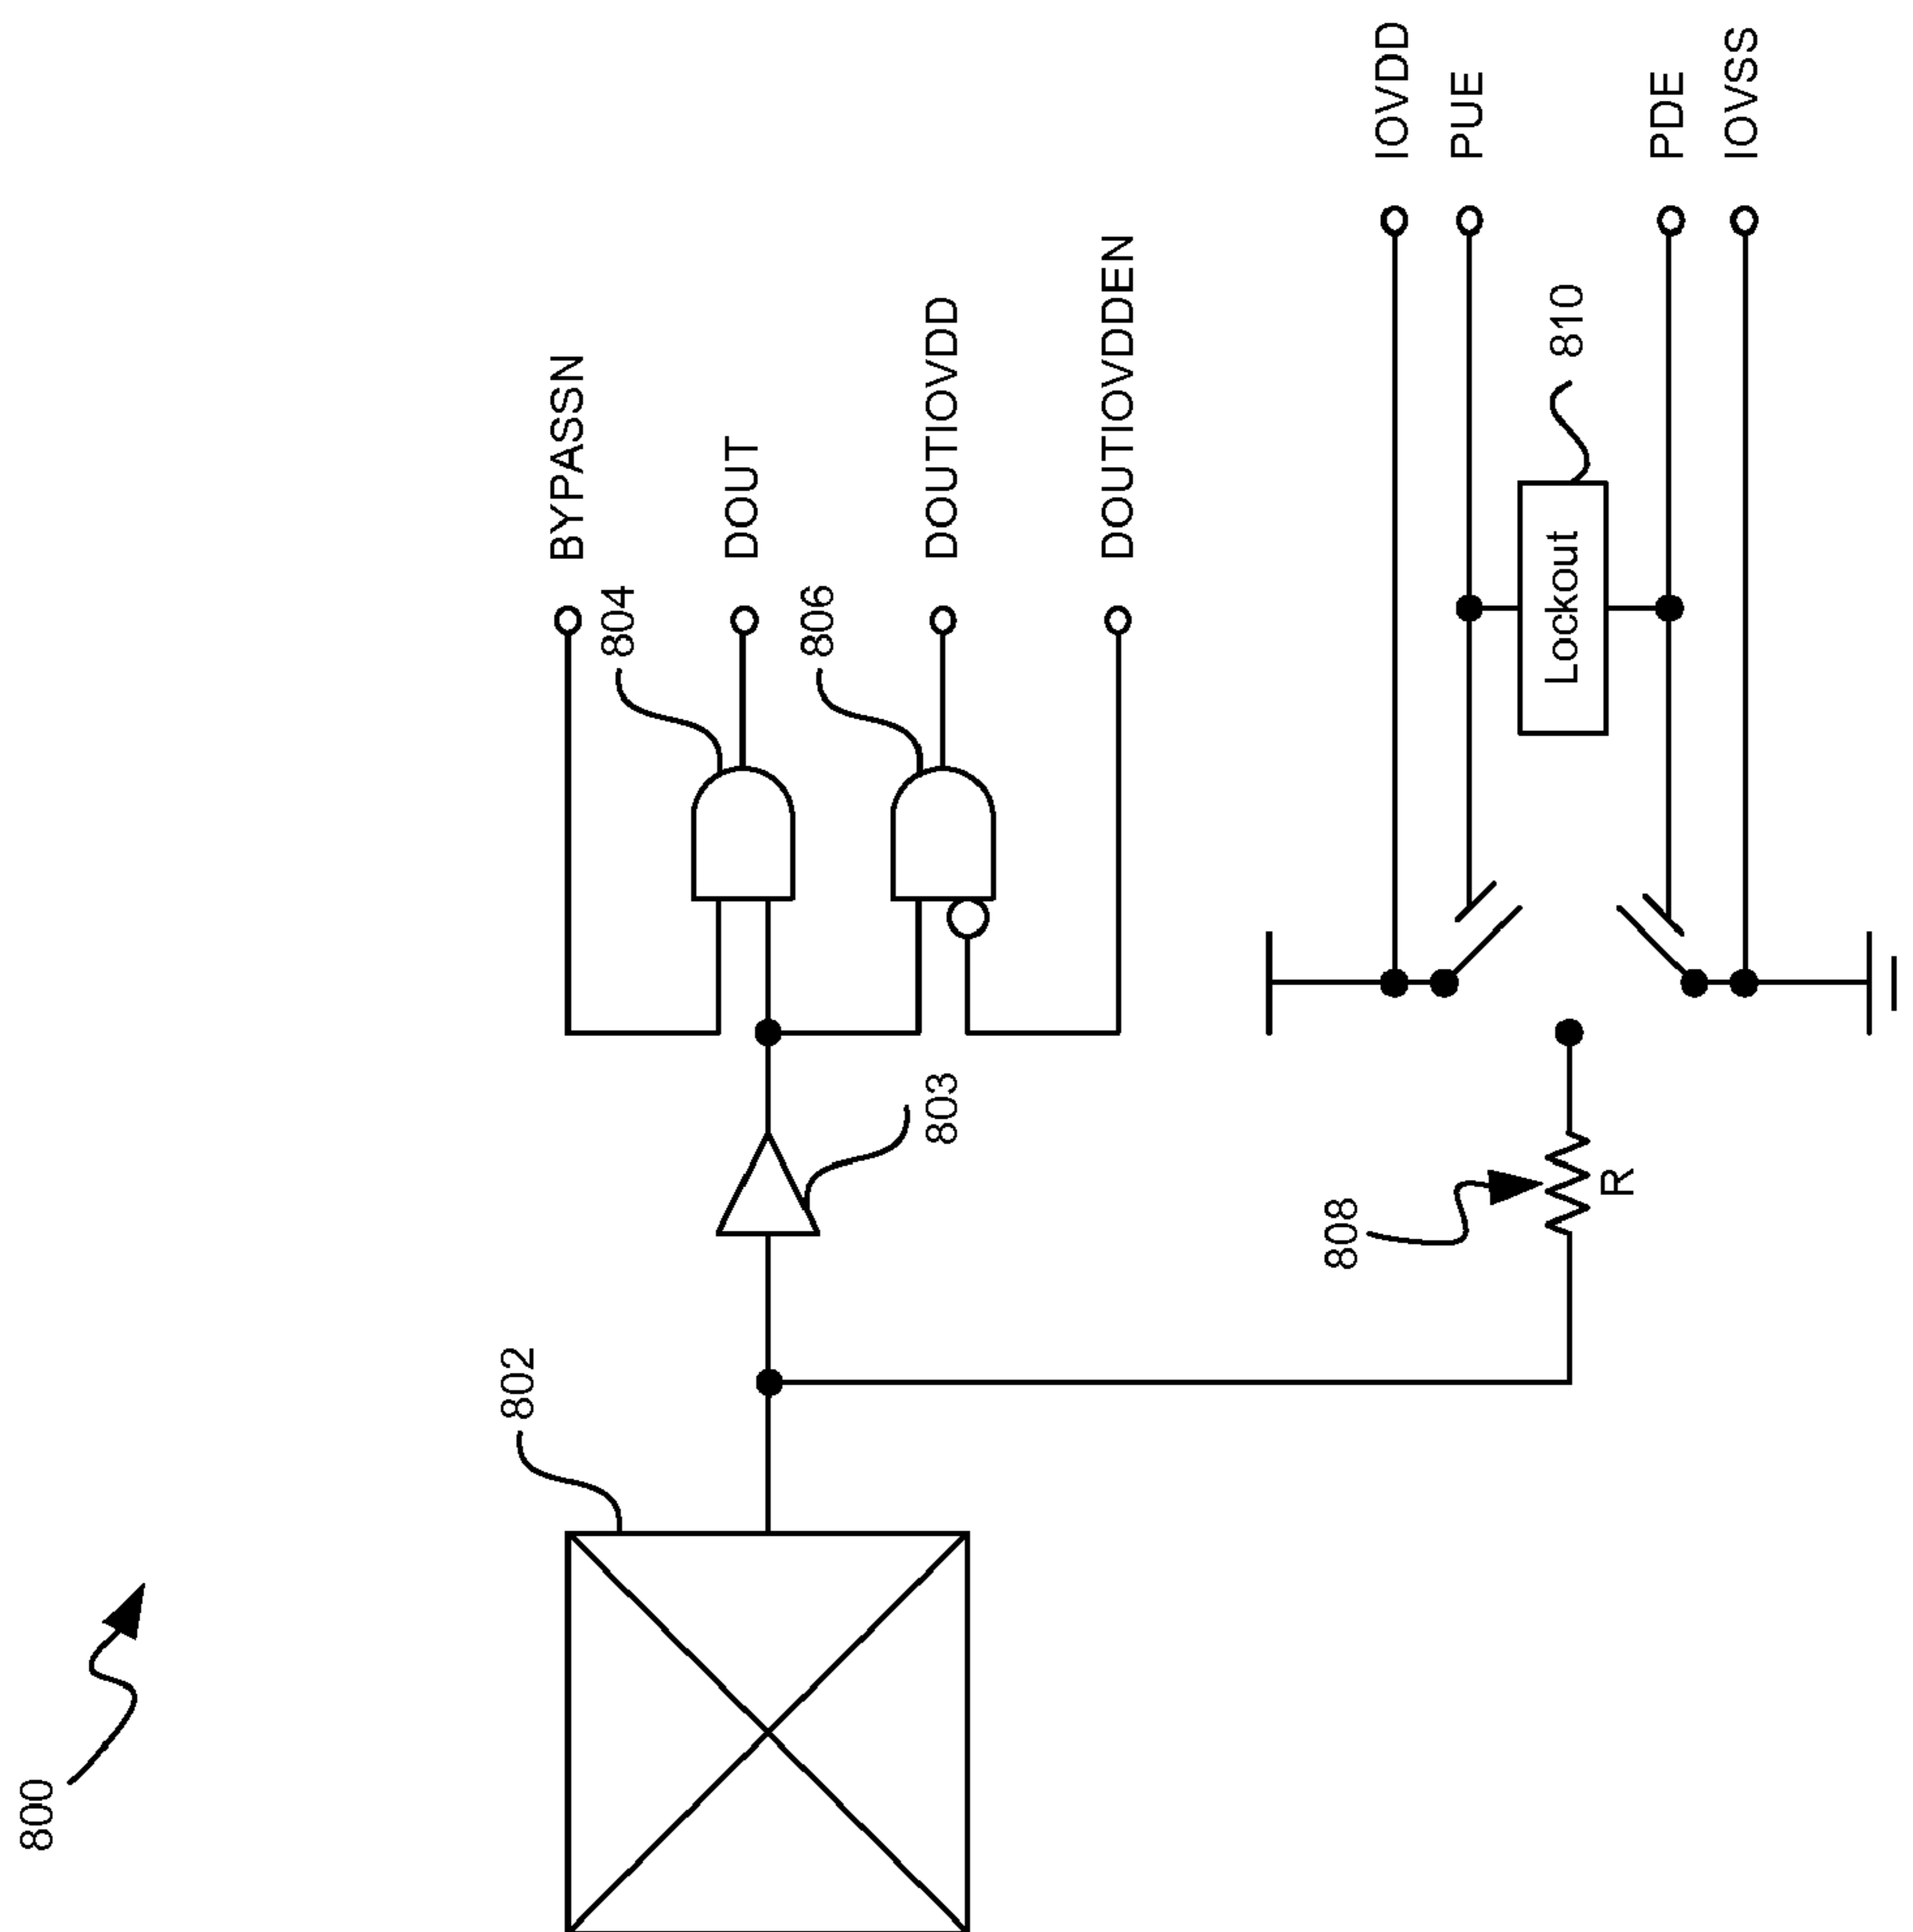 800
802
803
BYPASSN
804
DOUT
806
DOUTIOVDD
DOUTIOVDDEN
808
R
IOVDD
PUE
Lockout
810
PDE
IOVSS